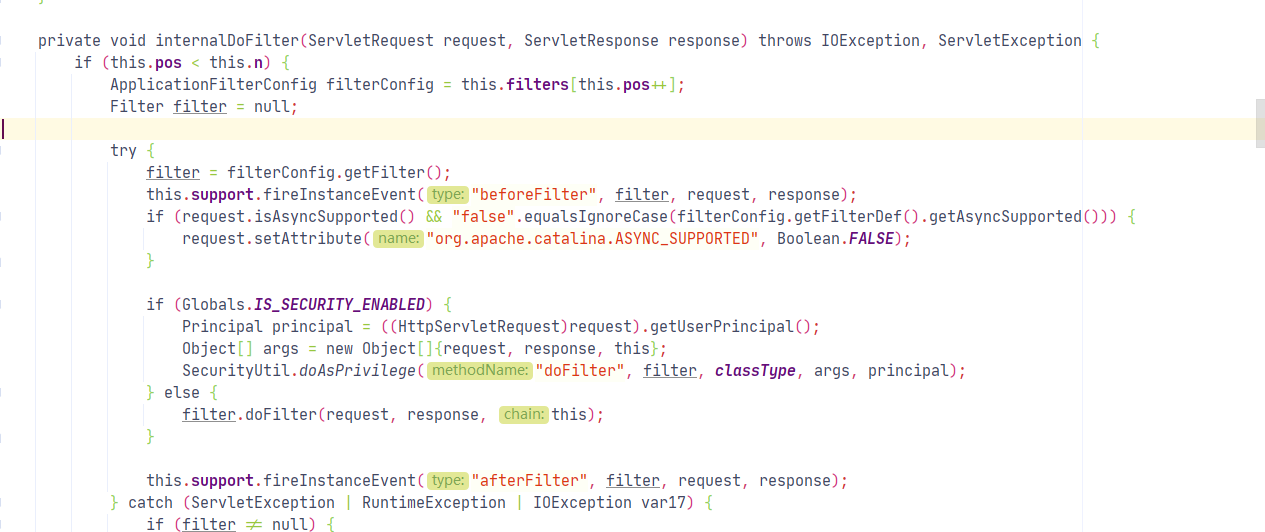 }
private void internalDoFilter(ServletRequest request, ServletResponse response) throws IOException, ServletException {
if (this.pos < this.n) {
ApplicationFilterConfig filterConfig = this.filters[this.pos++];
Filter filter = null;
try {
filter = filterConfig.getFilter();
this.support.fireInstanceEvent( type: "beforeFilter", filter, request, response);
if (request.isAsyncSupported() && "false".equalsIgnoreCase(filterConfig.getFilterDef().getAsyncSupported())) {
request.setAttribute( name: "org.apache.catalina.ASYNC_SUPPORTED", Boolean.FALSE);
}
if (Globals.IS_SECURITY_ENABLED) {
Principal principal = ((HttpServletRequest)request).getUserPrincipal();
Object[] args = new Object[]{request, response, this};
SecurityUtil.doAsPrivilege( methodName: "doFilter", filter, classType, args, principal);
} else {
filter.doFilter(request, response, chain: this);
}
this.support.fireInstanceEvent( type: "afterFilter", filter, request, response);
} catch (ServletException | RuntimeException | IOException var17) {
if (filter ≠ null) {